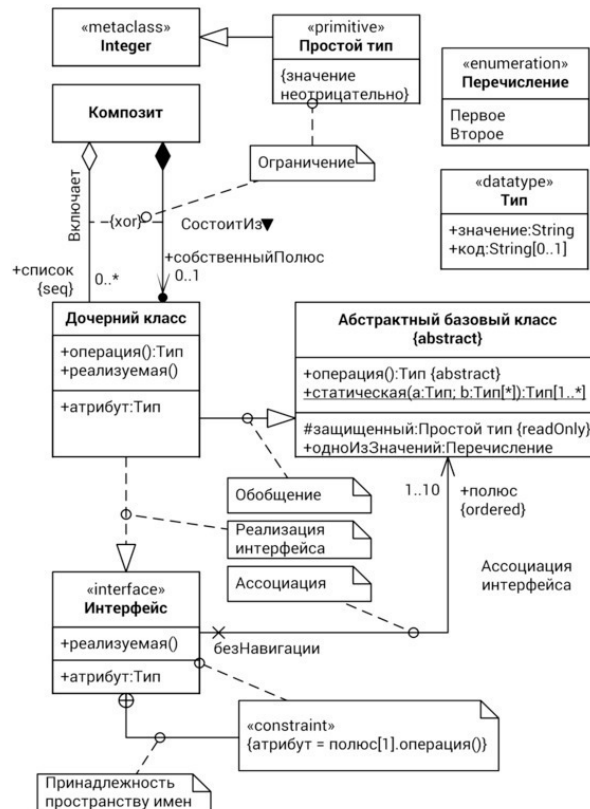 «metaclass»
Integer
«primitive»
Простой тип
{значение
неотрицательно}
«enumeration»
Перечисление
Первое
Второе
Композит
Ограничение
«datatype»
Тип
+значение:String
+код:String[0..1]
Включает
{xor}
СостоитИз▼
+собственныйПолюс
0..1
+список
{seq}
0..*
Дочерний класс
+операция():Тип
+реализуемая()
+атрибут:Тип
Абстрактный базовый класс
{abstract}
+операция():Тип {abstract}
+статическая(a:Тип; b:Тип[*]):Тип[1..*]
#защищенный:Простой тип {readOnly}
+одноИзЗначений:Перечисление
Обобщение
1..10
+полюс
{ordered}
Реализация
интерфейса
Ассоциация
Ассоциация
интерфейса
«interface»
Интерфейс
+реализуемая()
+атрибут:Тип
безНавигации
«constraint»
{атрибут = полюс[1].операция()}
Принадлежность
пространству имен